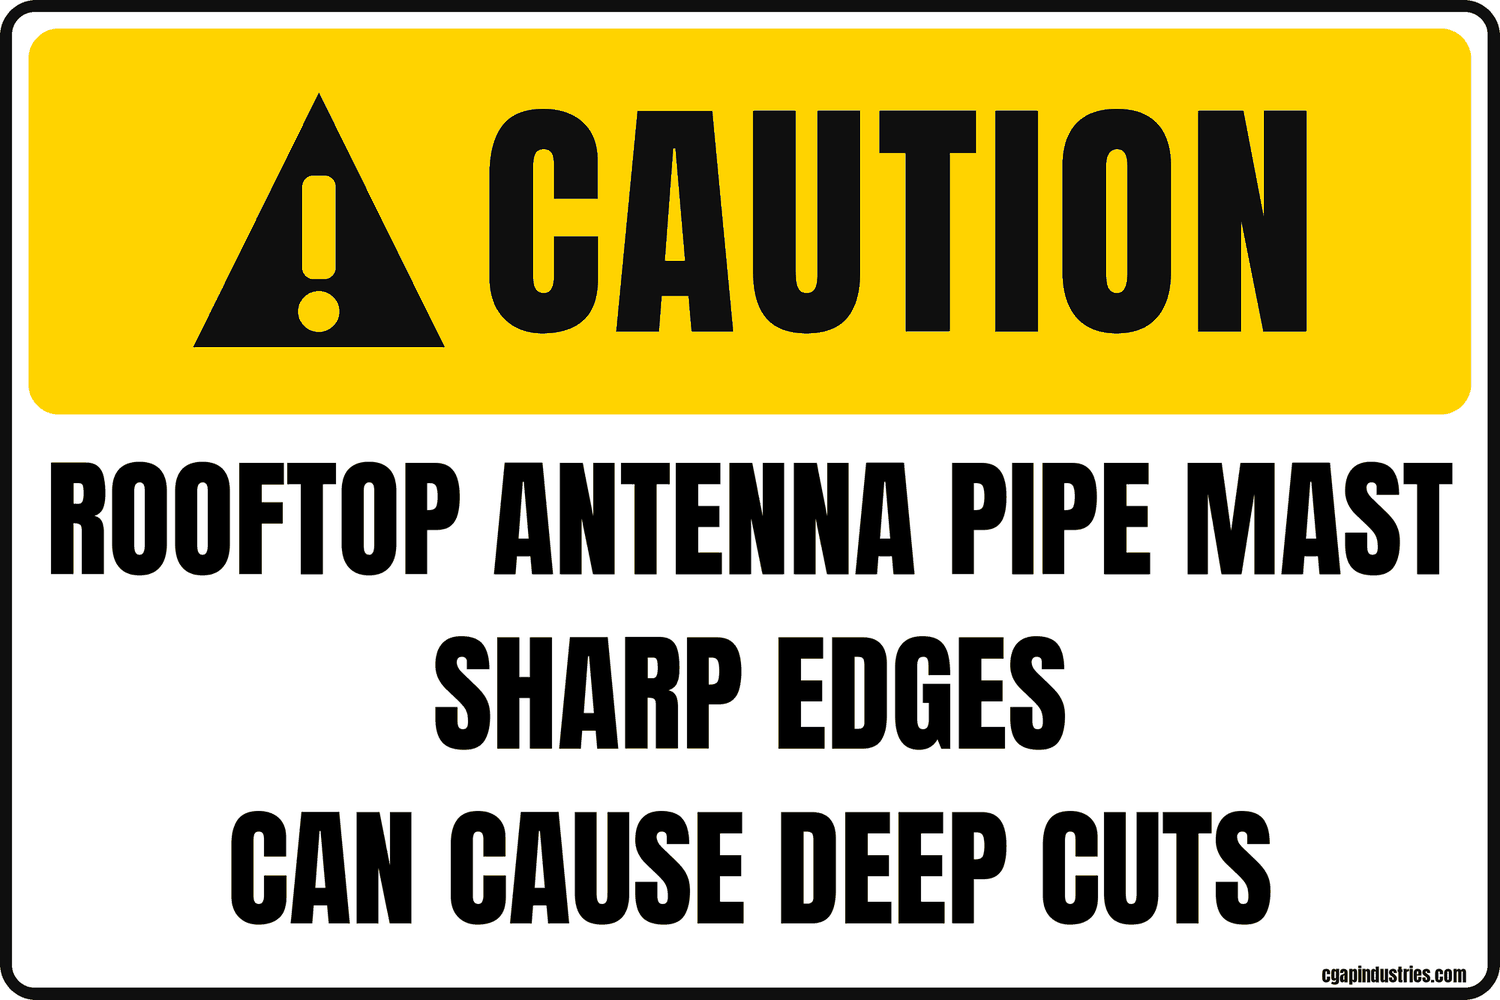 CAUTION
ROOFTOP ANTENNA PIPE MAST
SHARP EDGES
CAN CAUSE DEEP CUTS
cgapindustries.com